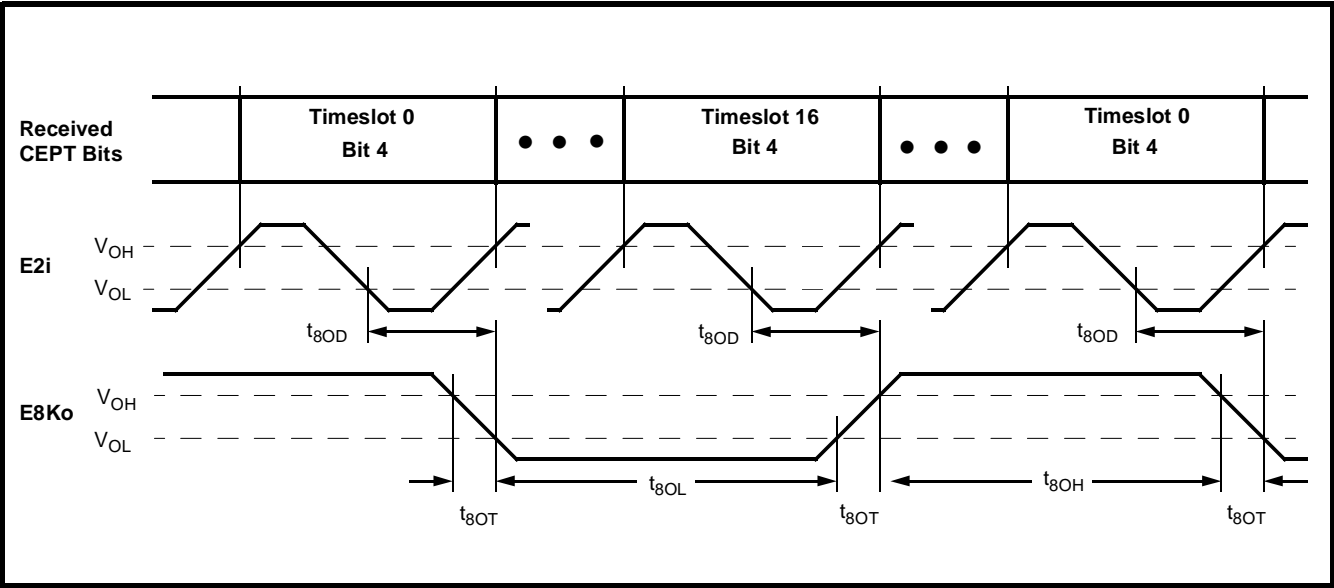 Received
CEPT Bits
Timeslot 0
Bit 4
• • •
Timeslot 16
Bit 4
• • •
Timeslot 0
Bit 4
E2i
VOH
VOL
t8OD
t8OD
t8OD
E8Ko
VOH
VOL
t8OL
t8OH
t8OT
t8OT
t8OT